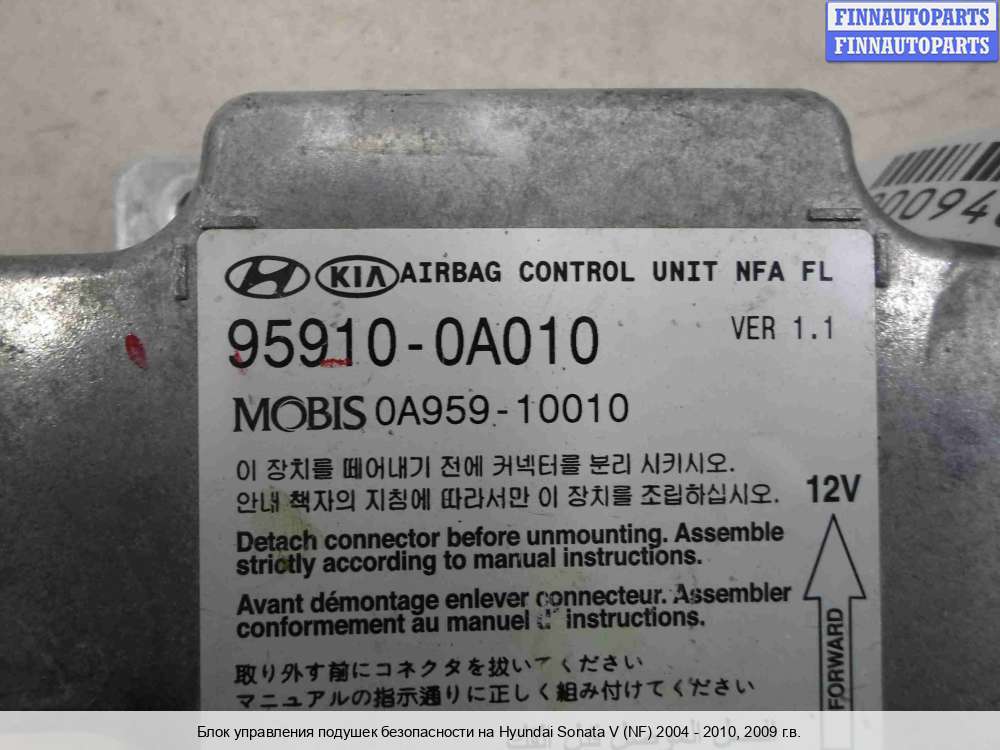 FINNAUTOPARTS
FINNAUTOPARTS
KIA AIRBAG CONTROL UNIT NFA FL
95910-0A010 VER 1.1
MOBIS 0A959-10010
이 장치를 떼어내기 전에 커넥터를 분리 시키시오.
안내 책자의 지침에 따라서만 이 장치를 조립하십시오.
12V
Detach connector before unmounting. Assemble
strictly according to manual instructions.
Avant démontage enlever connecteur. Assembler
conformement au manuel d' instructions.
FORWARD
取り外す前にコネクタを抜いてください
マニュアルの指示通りに正しく組み付けてください
Блок управления подушек безопасности на Hyundai Sonata V (NF) 2004 - 2010, 2009 г.в.